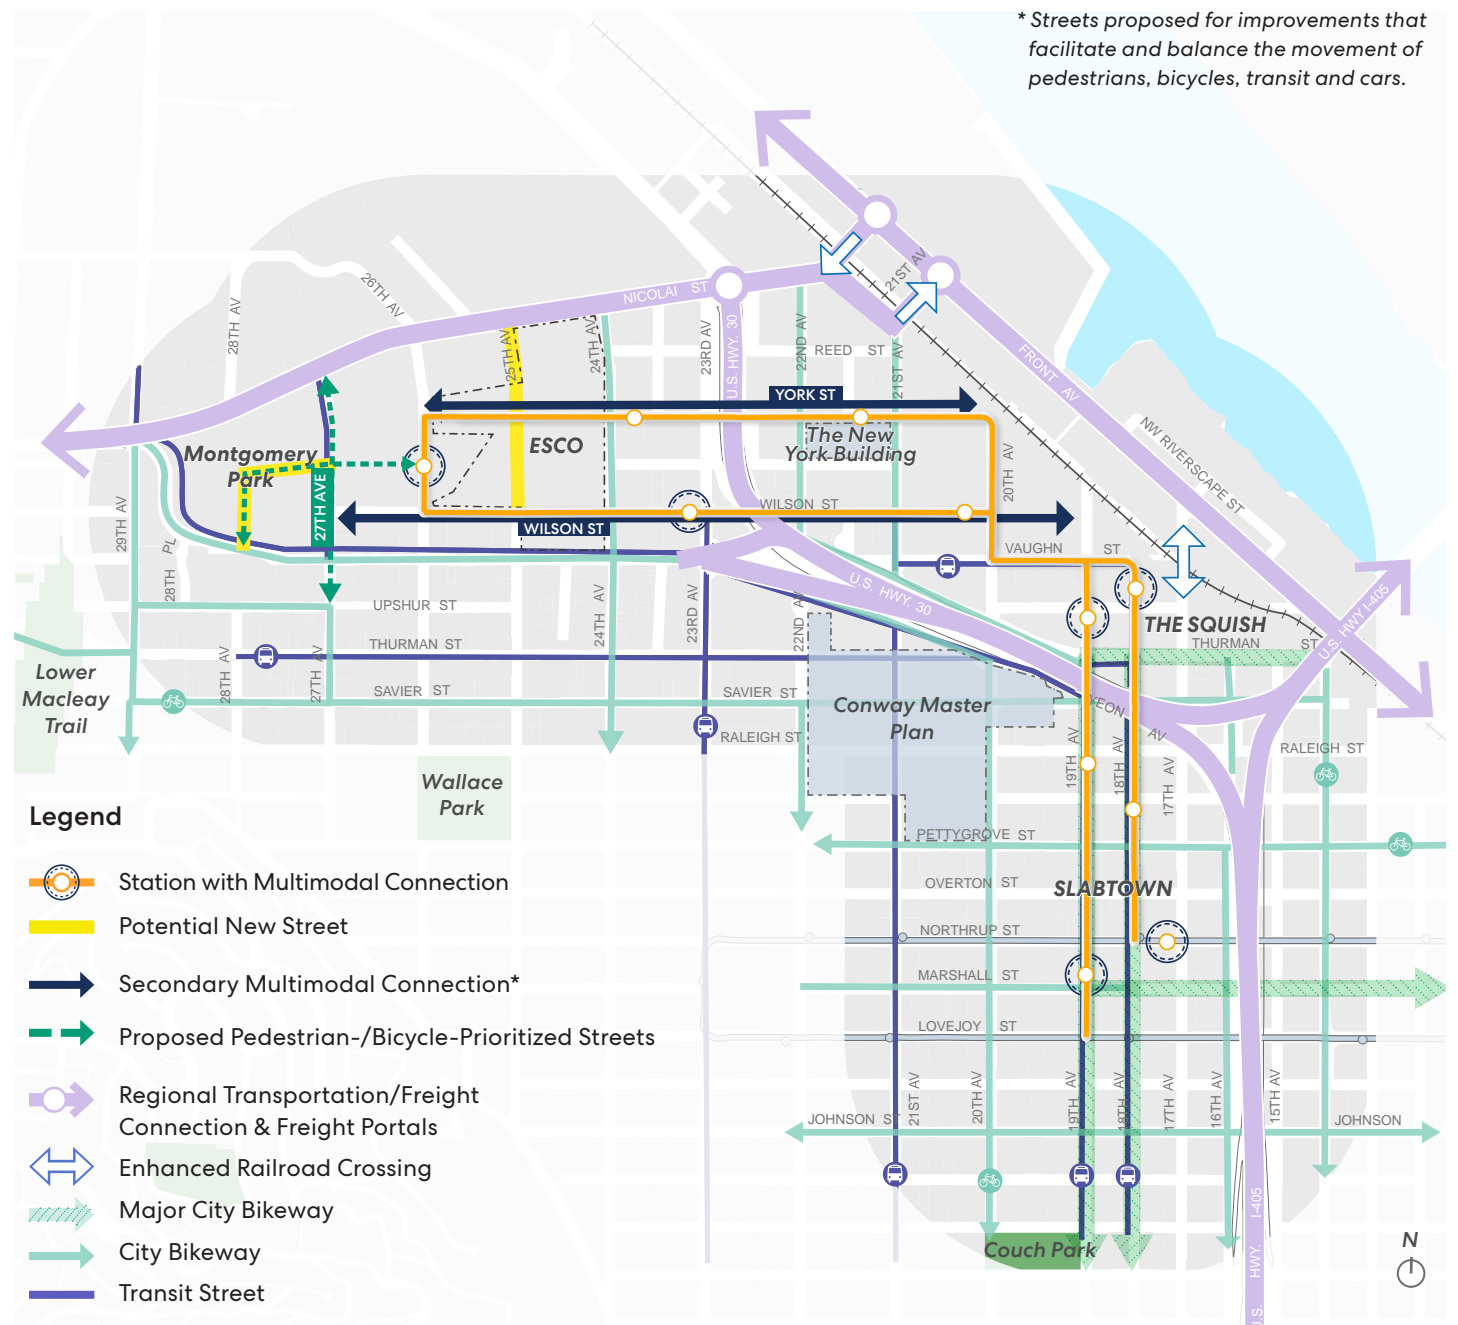 * Streets proposed for improvements that
facilitate and balance the movement of
pedestrians, bicycles, transit and cars.
21ST AV
26TH AV
28TH AV
NICOLAI ST
U.S. HWY. 30
23RD AV
22ND AV
REED ST
21ST AV
25TH AV
24TH AV
FRONT AV
YORK ST
NW RIVERSCAPE ST
Montgomery
Park
ESCO
The New
York Building
20TH AV
27TH AVE
WILSON ST
WILSON ST
29TH AV
28TH PL
VAUGHN ST
U.S. HWY. 30
U.S. HWY I-405
UPSHUR ST
24TH AV
23RD AV
22ND AV
THE SQUISH
THURMAN ST
THURMAN ST
Lower
Macleay
Trail
28TH AV
27TH AV
SAVIER ST
SAVIER ST
Conway Master
Plan
YEON AV
RALEIGH ST
RALEIGH ST
19TH AV
18TH AV
17TH AV
Wallace
Park
PETTYGROVE ST
OVERTON ST
SLABTOWN
NORTHRUP ST
MARSHALL ST
LOVEJOY ST
21ST AV
20TH AV
19TH AV
18TH AV
17TH AV
16TH AV
15TH AV
JOHNSON ST
JOHNSON
Couch Park
U.S. HWY. I-405
N
Legend
Station with Multimodal Connection
Potential New Street
Secondary Multimodal Connection*
Proposed Pedestrian-/Bicycle-Prioritized Streets
Regional Transportation/Freight
Connection & Freight Portals
Enhanced Railroad Crossing
Major City Bikeway
City Bikeway
Transit Street